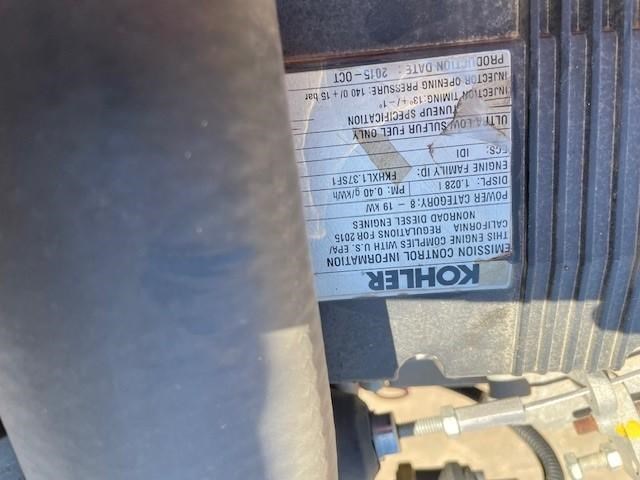 KOHLER
EMISSION CONTROL INFORMATION
THIS ENGINE COMPLIES WITH U.S. EPA/
CALIFORNIA REGULATIONS FOR 2015
NONROAD DIESEL ENGINES
POWER CATEGORY: 8 - 19 kW
DISPL: 1.028 l PM: 0.40 g/kWh
ENGINE FAMILY ID: FKHXL1.37SF1
ECS: IDI
ULTRA LOW SULFUR FUEL ONLY
TUNEUP SPECIFICATION
INJECTION TIMING: 13° +/- 1°
INJECTOR OPENING PRESSURE: 140 0/ + 15 bar
PRODUCTION DATE : 2015-OCT